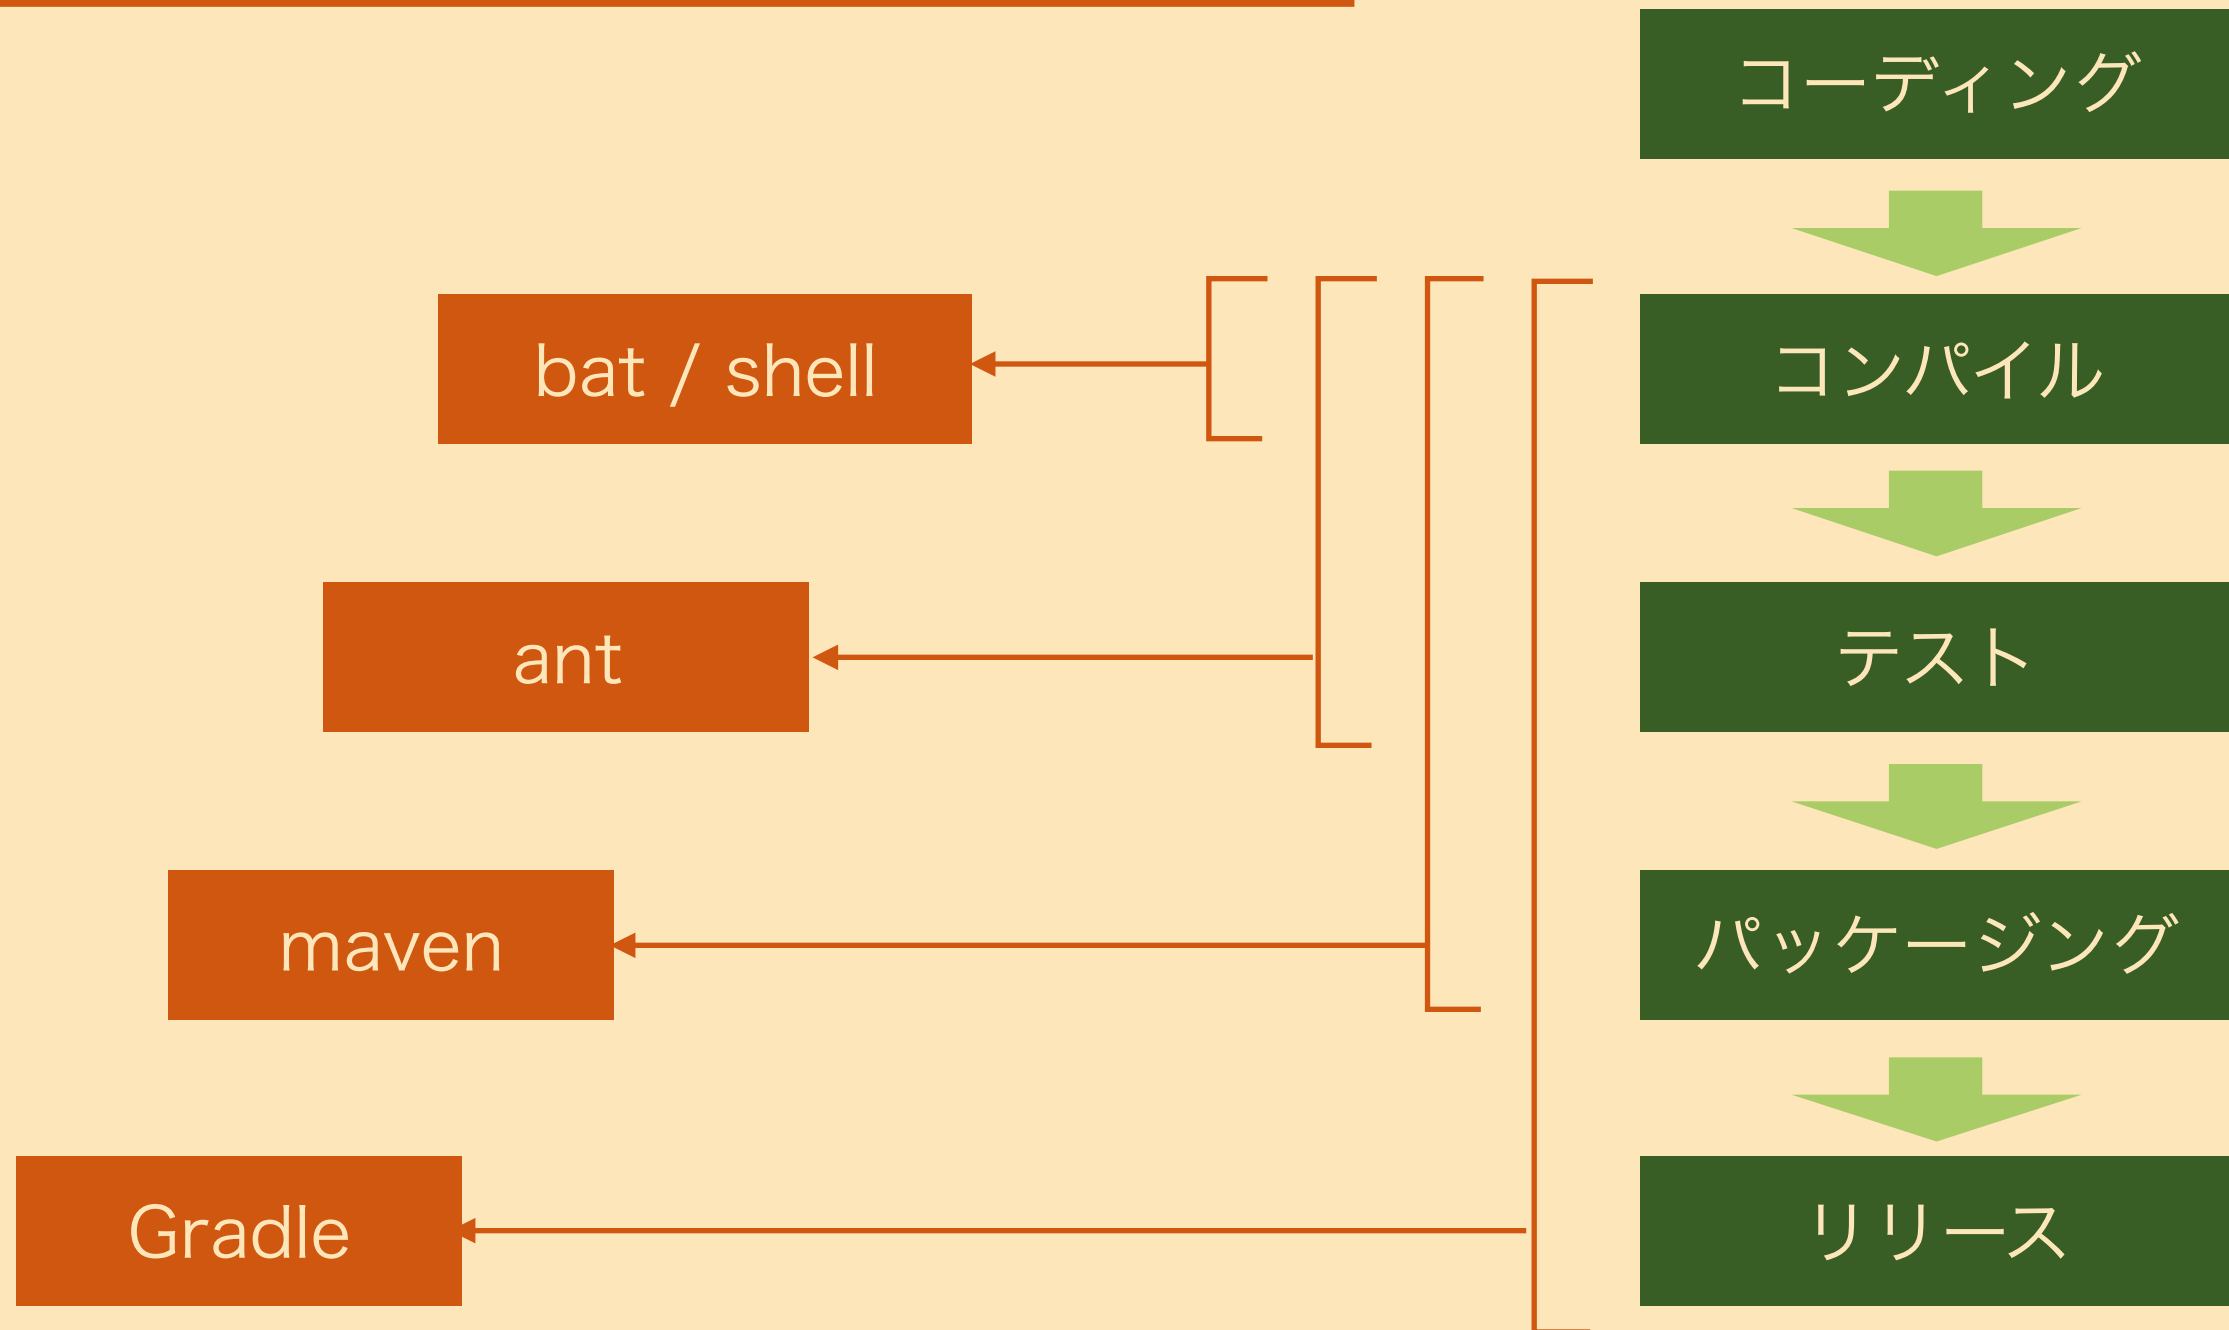 コーディング
bat / shell
コンパイル
ant
テスト
maven
パッケージング
Gradle
リリース